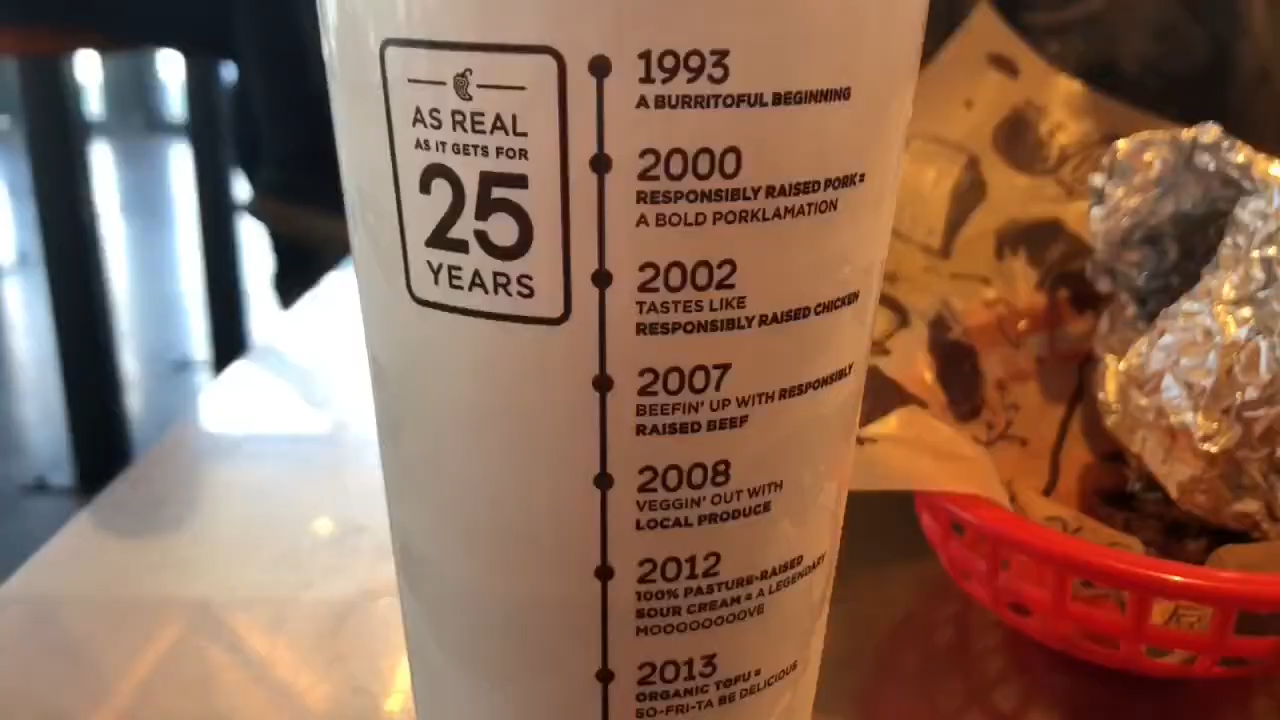 AS REAL
AS IT GETS FOR
25
YEARS
1993
A BURRITOFUL BEGINNING
2000
RESPONSIBLY RAISED PORK =
A BOLD PORKLAMATION
2002
TASTES LIKE
RESPONSIBLY RAISED CHICKEN
2007
BEEFIN' UP WITH RESPONSIBLY
RAISED BEEF
2008
VEGGIN' OUT WITH
LOCAL PRODUCE
2012
100% PASTURE-RAISED
SOUR CREAM = A LEGENDARY
MOOOOOOOOVE
2013
ORGANIC TOFU =
SO-FRI-TA BE DELICIOUS